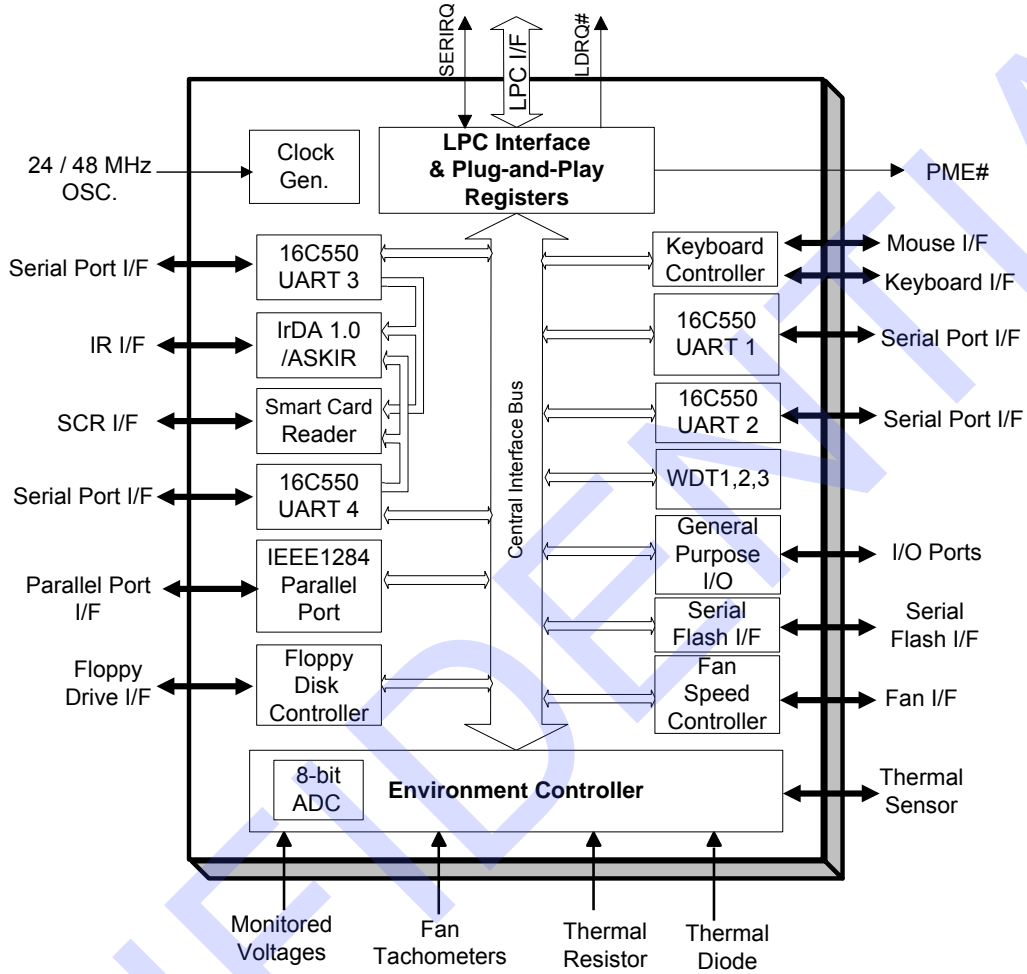 SERIRQ
LPC I/F
LDRQ#
LPC Interface
& Plug-and-Play
Registers
Clock
Gen.
24 / 48 MHz
OSC.
PME#
Serial Port I/F
16C550
UART 3
IR I/F
IrDA 1.0
/ASKIR
SCR I/F
Smart Card
Reader
Serial Port I/F
16C550
UART 4
Parallel Port
I/F
IEEE1284
Parallel
Port
Floppy
Drive I/F
Floppy
Disk
Controller
Central Interface Bus
Keyboard
Controller
Mouse I/F
Keyboard I/F
16C550
UART 1
Serial Port I/F
16C550
UART 2
Serial Port I/F
WDT1,2,3
General
Purpose
I/O
I/O Ports
Serial
Flash I/F
Serial
Flash I/F
Fan
Speed
Controller
Fan I/F
8-bit
ADC
Environment Controller
Thermal
Sensor
Monitored
Voltages
Fan
Tachometers
Thermal
Resistor
Thermal
Diode